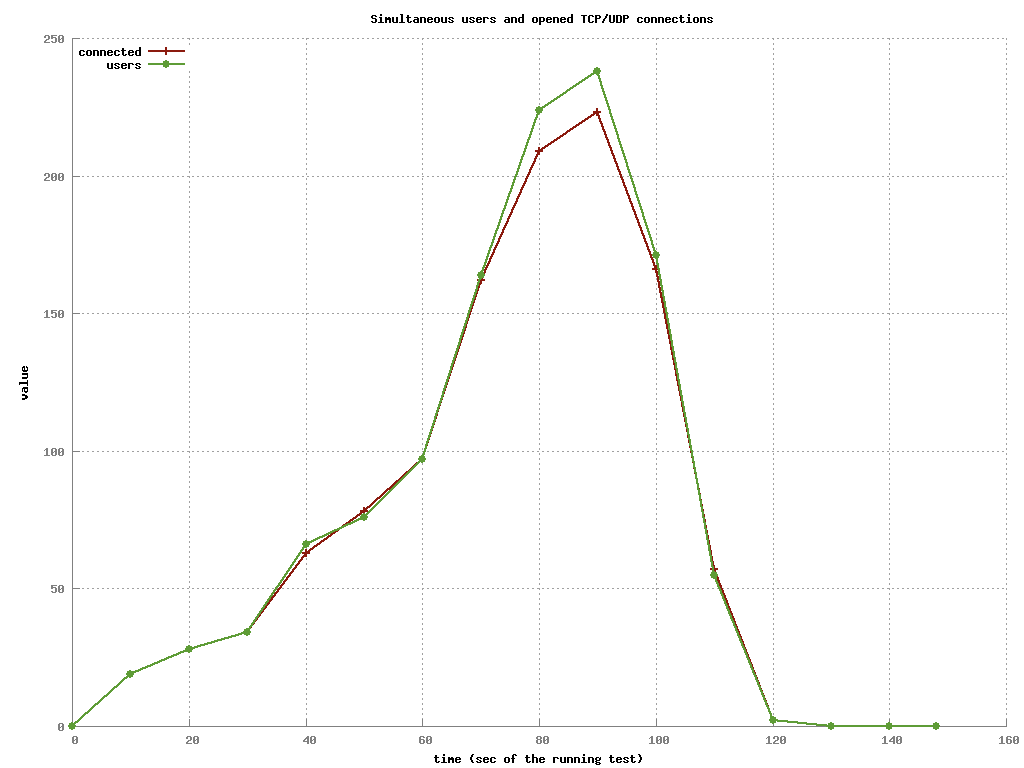 Simultaneous users and opened TCP/UDP connections
250
connected
users
200
150
value
100
50
0
0 20 40 60 80 100 120 140 160
time (sec of the running test)